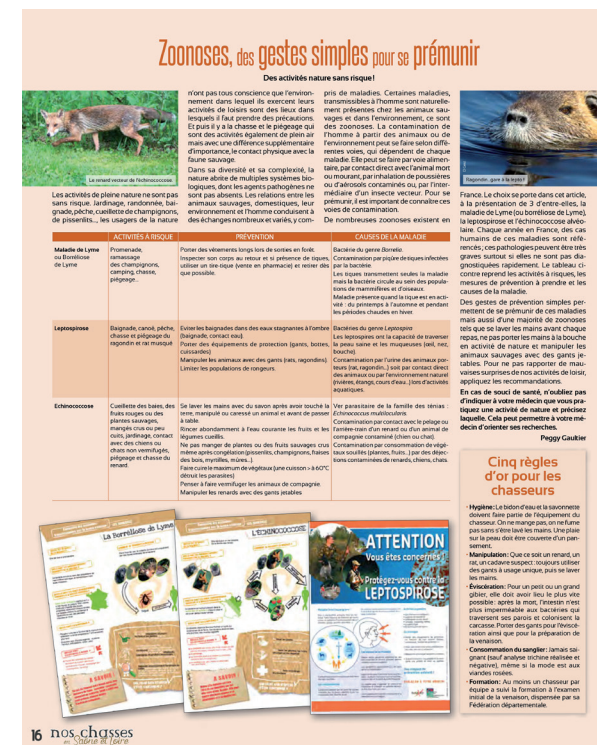 Zoonoses, des gestes simples pour se prémunir
Des activités nature sans risque !
Le renard vecteur de l'échinococcose.
Les activités de pleine nature ne sont pas
sans risque. Jardinage, randonnée, bai-
gnade, pêche, cueillette de champignons,
de pissenlits..., les usagers de la nature
n'ont pas tous conscience que l'environ-
nement dans lequel ils exercent leurs
activités de loisirs sont des lieux dans
lesquels il faut prendre des précautions.
Et puis il y a la chasse et le piégeage qui
sont des activités également de plein air
mais avec une différence supplémentaire
d'importance, le contact physique avec la
faune sauvage.
Dans sa diversité et sa complexité, la
nature abrite de multiples systèmes bio-
logiques, dont les agents pathogènes ne
sont pas absents. Les relations entre les
animaux sauvages, domestiques, leur
environnement et l'homme conduisent à
des échanges nombreux et variés, y com-
pris de maladies. Certaines maladies,
transmissibles à l'homme sont naturelle-
ment présentes chez les animaux sau-
vages et dans l'environnement, ce sont
des zoonoses. La contamination de
l'homme à partir des animaux ou de
l'environnement peut se faire selon diffé-
rentes voies, qui dépendent de chaque
maladie. Elle peut se faire par voie alimen-
taire, par contact direct avec l'animal mort
ou mourant, par inhalation de poussières
ou d'aérosols contaminés ou, par l'inter-
médiaire d'un insecte vecteur. Pour se
prémunir, il est important de connaître ces
voies de contamination.
De nombreuses zoonoses existent en
Ragondin, gare à la lepto !
France. Le choix se porte dans cet article,
à la présentation de 3 d'entre-elles, la
maladie de Lyme (ou borréliose de Lyme),
la leptospirose et l'échinococcose alvéo-
laire. Chaque année en France, des cas
humains de ces maladies sont réfé-
rencés ; ces pathologies peuvent être très
graves surtout si elles ne sont pas dia-
gnostiquées rapidement. Le tableau ci-
contre reprend les activités à risques, les
mesures de prévention à prendre et les
causes de la maladie.
Des gestes de prévention simples per-
mettent de se prémunir de ces maladies
mais aussi d'une majorité de zoonoses
tels que se laver les mains avant chaque
repas, ne pas porter les mains à la bouche
en activité de nature et manipuler les
animaux sauvages avec des gants je-
tables. Pour ne pas rapporter de mau-
vaises surprises de nos activités de loisir,
appliquez les recommandations.
En cas de souci de santé, n'oubliez pas
d'indiquer à votre médecin que vous pra-
tiquez une activité de nature et précisez
laquelle. Cela peut permettre à votre mé-
decin d'orienter ses recherches.
Peggy Gaultier
ACTIVITÉS À RISQUE
PRÉVENTION
CAUSES DE LA MALADIE
Maladie de Lyme
ou Borréliose
de Lyme
Promenade,
ramassage
des champignons,
camping, chasse,
piégeage...
Porter des vêtements longs lors de sorties en forêt.
Inspecter son corps au retour et si présence de tiques,
utiliser un tire-tique (vente en pharmacie) et retirer dès
que possible.
Bactérie du genre Borrelia.
Contamination par piqûre de tiques infectées
par la bactérie.
Les tiques transmettent seules la maladie
mais la bactérie circule au sein des popula-
tions de mammifères et d'oiseaux.
Maladie présente quand la tique est en acti-
vité : du printemps à l'automne et pendant
les périodes chaudes en hiver.
Leptospirose
Baignade, canoë, pêche,
chasse et piégeage du
ragondin et rat musqué
Eviter les baignades dans des eaux stagnantes à l'ombre
(baignade, contact eau).
Porter des équipements de protection (gants, bottes,
cuissardes)
Manipuler les animaux avec des gants (rats, ragondins).
Limiter les populations de rongeurs.
Bactéries du genre Leptospira
Les leptospires ont la capacité de traverser
la peau saine et les muqueuses (œil, nez,
bouche).
Contamination par l'urine des animaux por-
teurs (rat, ragondin...) soit par contact direct
des animaux ou par l'environnement naturel
(rivières, étangs, cours d'eau...) lors d'activités
aquatiques.
Echinococcose
Cueillette des baies, des
fruits rouges ou des
plantes sauvages,
mangés crus ou peu
cuits, jardinage, contact
avec des chiens ou
chats non vermifugés,
piégeage et chasse du
renard.
Se laver les mains avec du savon après avoir touché la
terre, manipulé ou caressé un animal et avant de passer
à table.
Rincer abondamment à l'eau courante les fruits et les
légumes cueillis.
Ne pas manger de plantes ou des fruits sauvages crus
même après congélation (pissenlits, champignons, fraises
des bois, myrtilles, mûres...).
Faire cuire le maximum de végétaux (une cuisson > à 60°C
détruit les parasites)
Penser à faire vermifuger les animaux de compagnie.
Manipuler les renards avec des gants jetables
Ver parasitaire de la famille des ténias :
Echinococcus multilocularis.
Contamination par contact avec le pelage ou
l'arrière-train d'un renard ou d'un animal de
compagnie contaminé (chien ou chat).
Contamination par consommation de végé-
taux souillés (plantes, fruits...) par des déjec-
tions contaminées de renards, chiens, chats.
La Borréliose de Lyme
A SAVOIR
L'ECHINOCOCCOSE
A SAVOIR
ATTENTION
Vous êtes concernés !
Protégez-vous contre la
LEPTOSPIROSE
Cinq règles
d'or pour les
chasseurs
· Hygiène : Le bidon d'eau et la savonnette
doivent faire partie de l'équipement du
chasseur. On ne mange pas, on ne fume
pas sans s'être lavé les mains. Une plaie
sur la peau doit être couverte d'un pan-
sement.
· Manipulation : Que ce soit un renard, un
rat, un cadavre suspect : toujours utiliser
des gants à usage unique, puis se laver
les mains.
· Éviscération : Pour un petit ou un grand
gibier, elle doit avoir lieu le plus vite
possible : après la mort, l'intestin n'est
plus imperméable aux bactéries qui
traversent ses parois et colonisent la
carcasse. Porter des gants pour l'éviscé-
ration ainsi que pour la préparation de
la venaison.
· Consommation du sanglier : Jamais sai-
gnant (sauf analyse trichine réalisée et
négative), même si la mode est aux
viandes rosées.
· Formation : Au moins un chasseur par
équipe a suivi la formation à l'examen
initial de la venaison, dispensée par sa
Fédération départementale.
16 nos chasses
en Saône et Loire